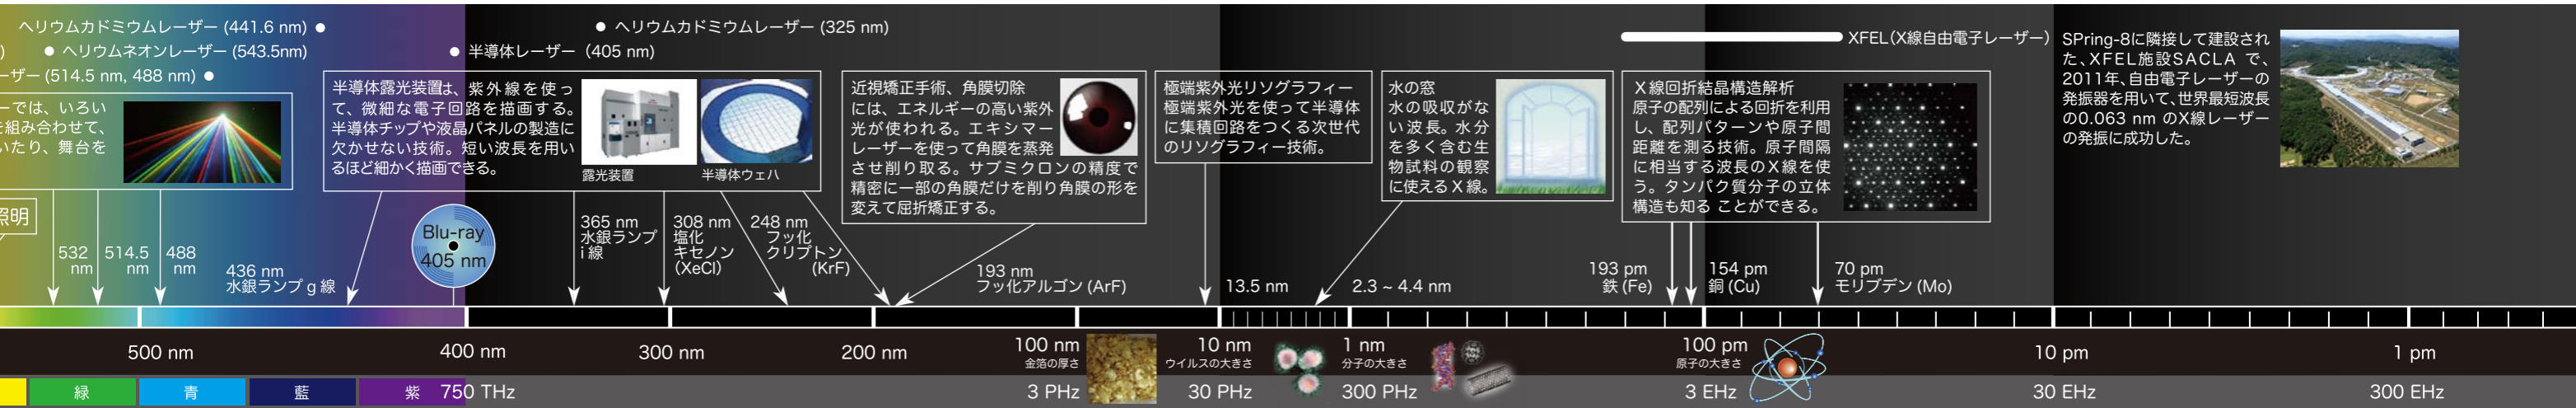 ヘリウムカドミウムレーザー (441.6 nm) ●
) ● ヘリウムネオンレーザー (543.5nm)
ーザー (514.5 nm, 488 nm) ●
● ヘリウムカドミウムレーザー (325 nm)
● 半導体レーザー（405 nm)
XFEL（X線自由電子レーザー）
ーでは、いろい
を組み合わせて、
いたり、舞台を
照明
半導体露光装置は、紫外線を使っ
て、微細な電子回路を描画する。
半導体チップや液晶パネルの製造に
欠かせない技術。短い波長を用い
るほど細かく描画できる。
露光装置
半導体ウェハ
近視矯正手術、角膜切除
には、エネルギーの高い紫外
光が使われる。エキシマー
レーザーを使って角膜を蒸発
させ削り取る。サブミクロンの精度で
精密に一部の角膜だけを削り角膜の形を
変えて屈折矯正する。
極端紫外光リソグラフィー
極端紫外光を使って半導体
に集積回路をつくる次世代
のリソグラフィー技術。
水の窓
水の吸収がな
い波長。水分
を多く含む生
物試料の観察
に使えるX線。
X線回折結晶構造解析
原子の配列による回折を利用
し、配列パターンや原子間
距離を測る技術。原子間隔
に相当する波長のX線を使
う。タンパク質分子の立体
構造も知る ことができる。
SPring-8に隣接して建設され
た、XFEL施設SACLA で、
2011年、自由電子レーザーの
発振器を用いて、世界最短波長
の0.063 nm のX線レーザー
の発振に成功した。
532
nm
514.5
nm
488
nm
436 nm
水銀ランプ g 線
Blu-ray
405 nm
365 nm
水銀ランプ
i 線
308 nm
塩化
キセノン
(XeCl)
248 nm
フッ化
クリプトン
(KrF)
193 nm
フッ化アルゴン (ArF)
13.5 nm
2.3 ~ 4.4 nm
193 pm
鉄 (Fe)
154 pm
銅 (Cu)
70 pm
モリブデン (Mo)
500 nm
400 nm
300 nm
200 nm
100 nm
金箔の厚さ
10 nm
ウイルスの大きさ
1 nm
分子の大きさ
100 pm
原子の大きさ
10 pm
1 pm
緑
青
藍
紫
750 THz
3 PHz
30 PHz
300 PHz
3 EHz
30 EHz
300 EHz